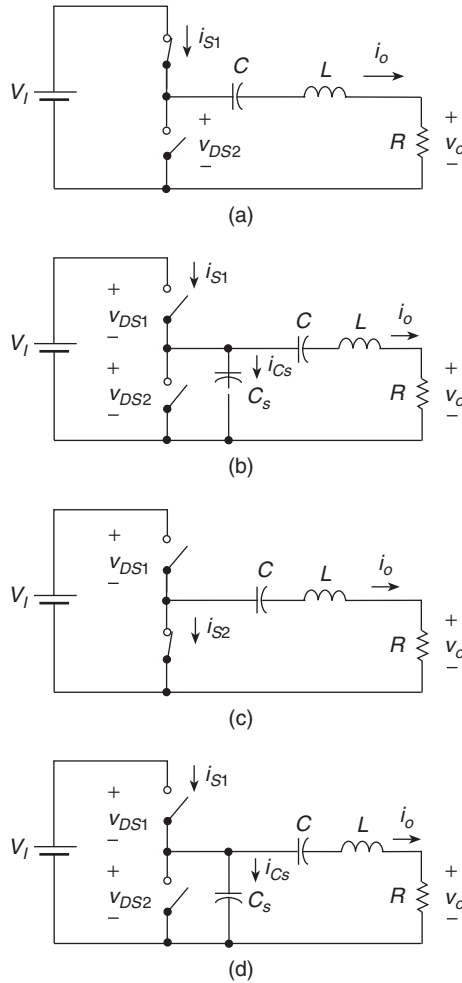 i_S1
C
L
i_o
V_I
+
v_DS2
−
R
+
v_o
−
(a)
i_S1
+
v_DS1
−
C
L
i_o
V_I
+
v_DS2
−
i_Cs
C_s
R
+
v_o
−
(b)
+
v_DS1
−
C
L
i_o
V_I
i_S2
R
+
v_o
−
(c)
i_S1
+
v_DS1
−
C
L
i_o
V_I
+
v_DS2
−
i_Cs
C_s
R
+
v_o
−
(d)